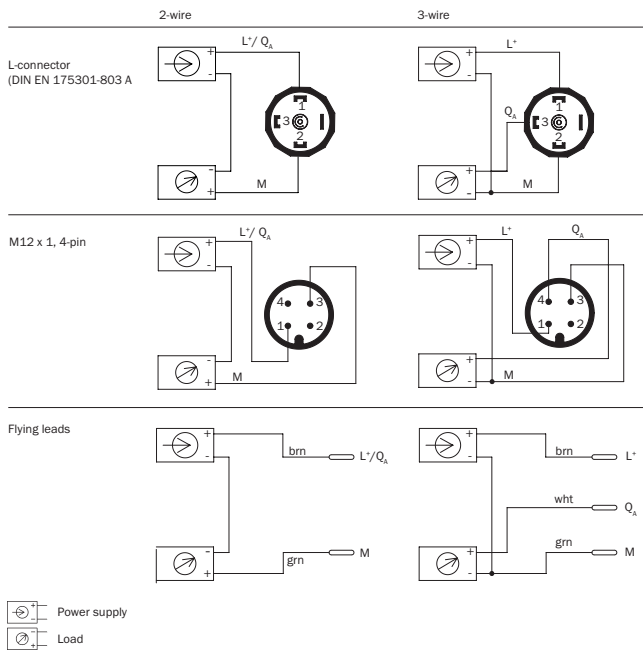 2-wire 3-wire
L-connector
(DIN EN 175301-803 A
+ L⁺/ Q_A
-
1
3
2
-
+ M
+ L⁺
-
1
Q_A 3
2
+
- M
M12 x 1, 4-pin
+ L⁺/ Q_A
-
4 3
1 2
-
+ M
+ L⁺ Q_A
-
4 3
1 2
+
- M
Flying leads
+ brn L⁺/Q_A
-
-
+ grn M
+ brn L⁺
-
wht Q_A
+ grn M
-
+
- Power supply
-
+ Load